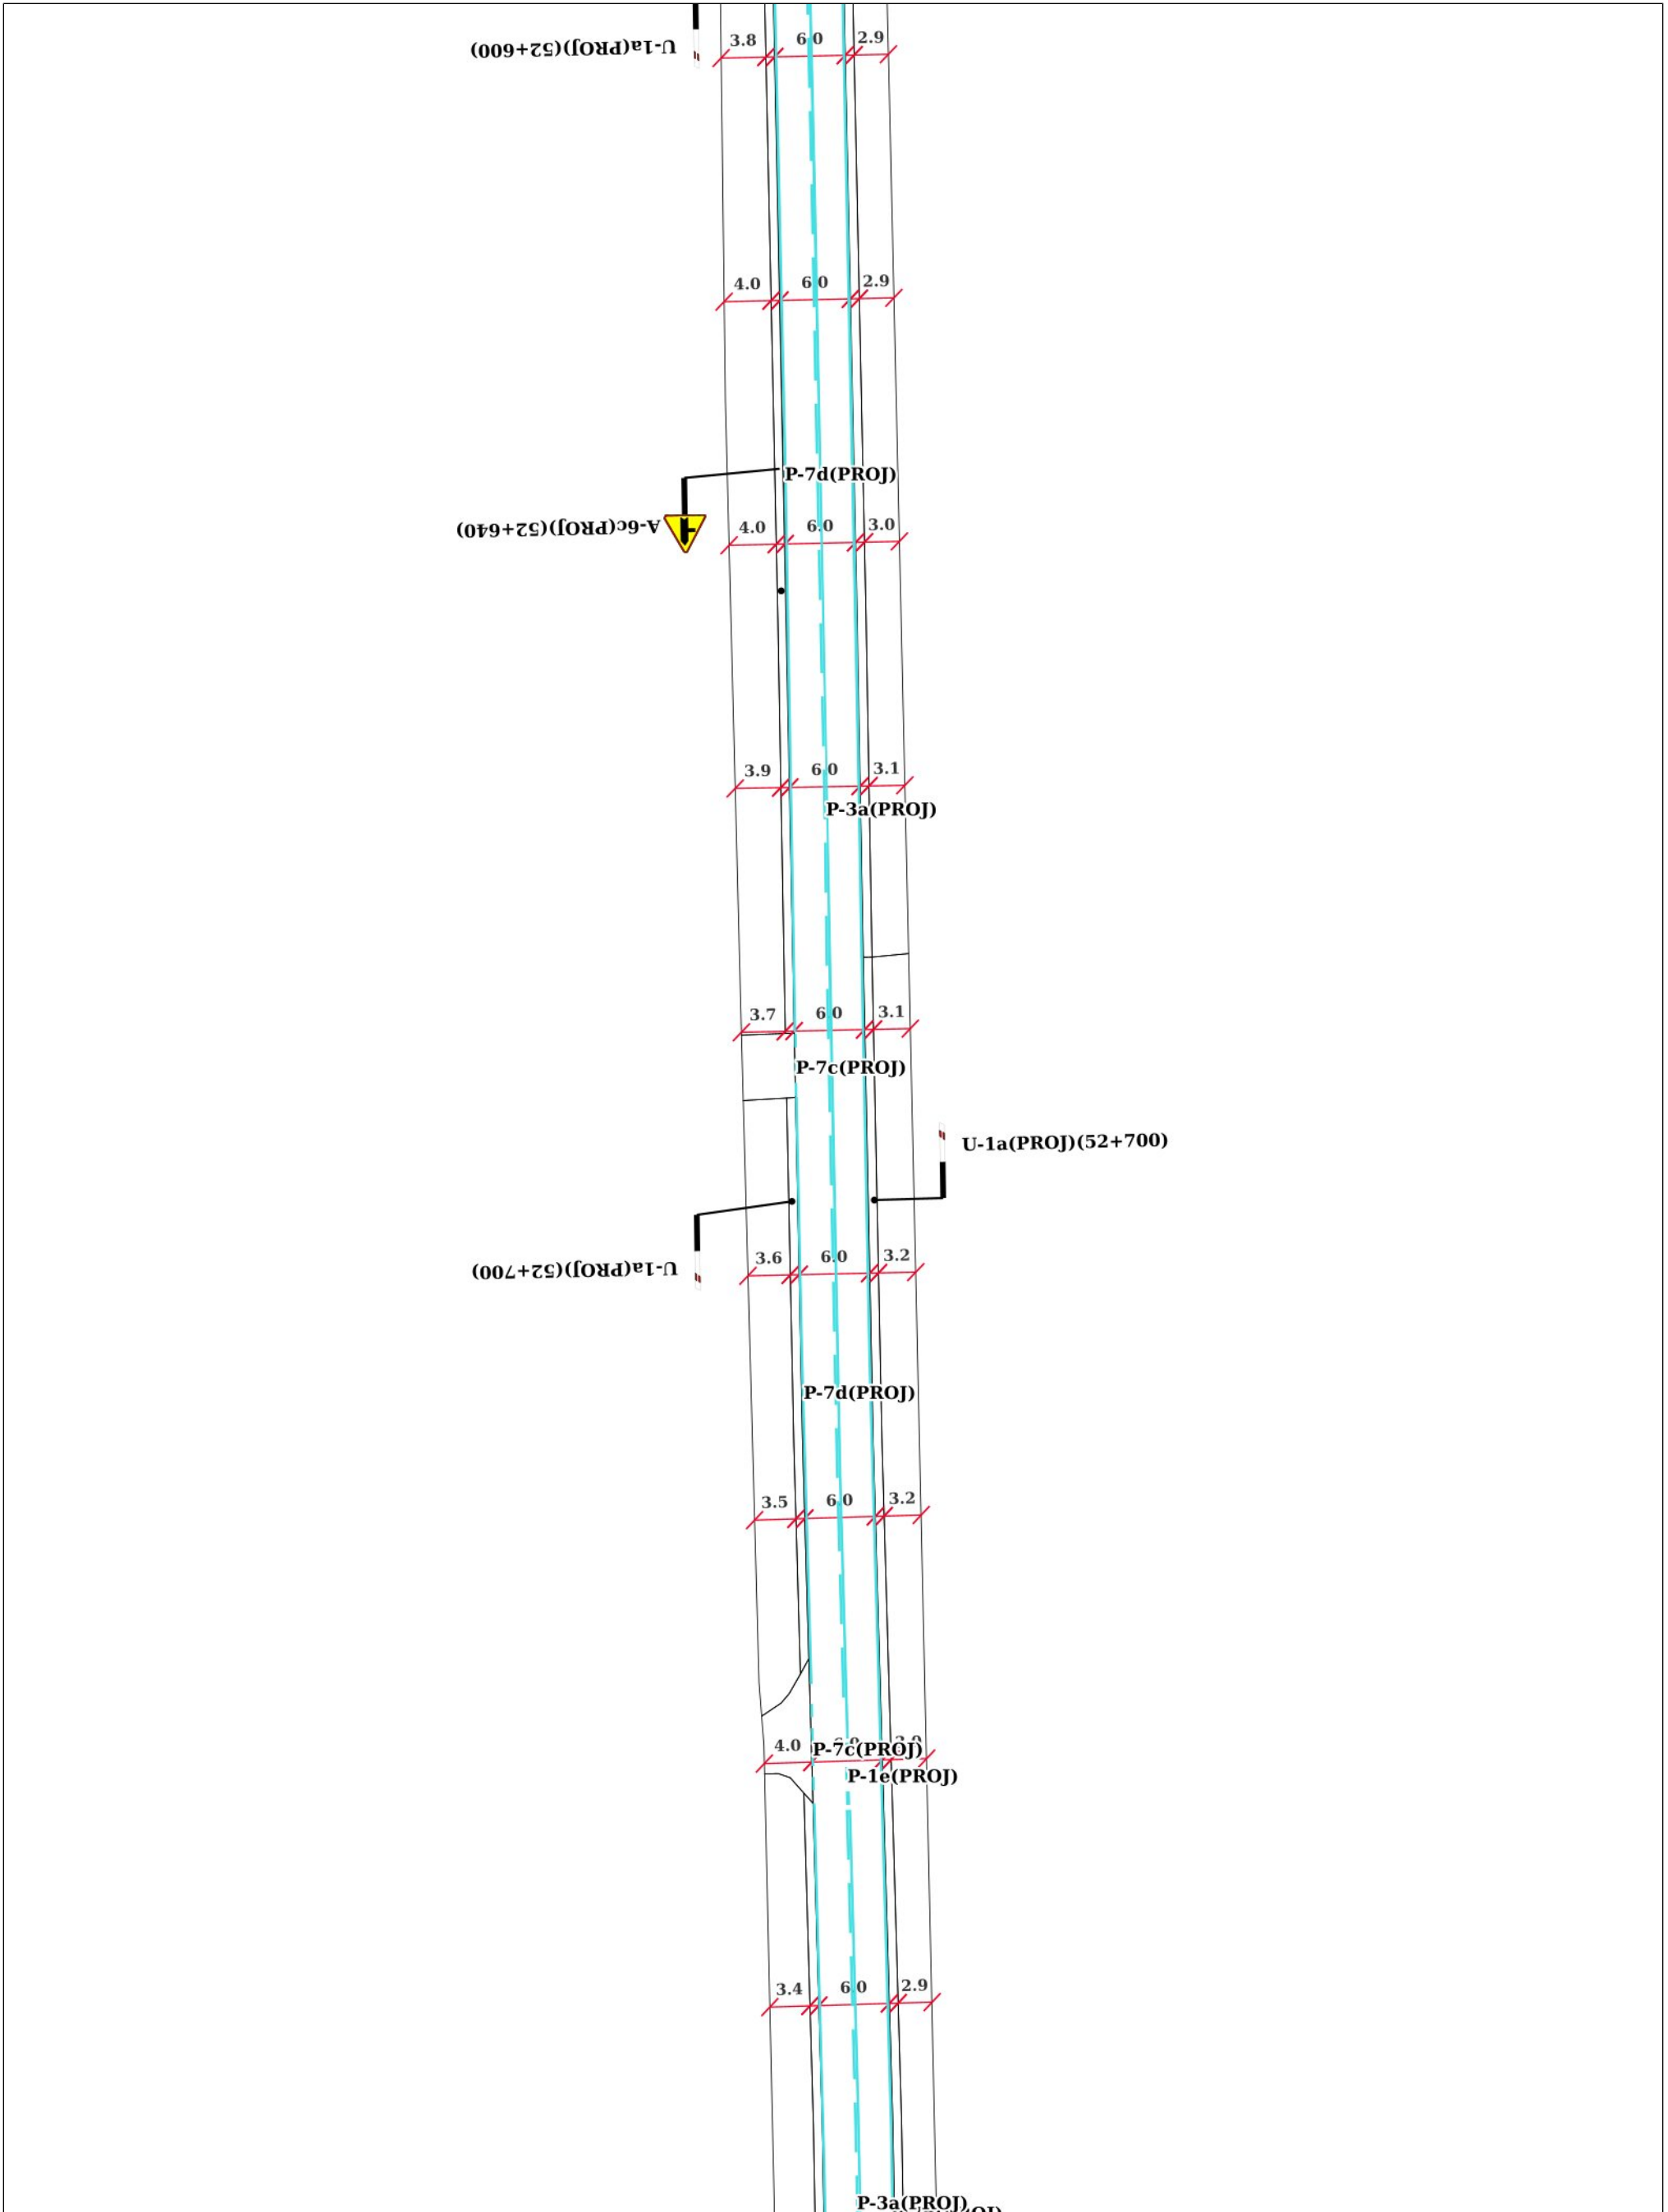 3.8 6.0 2.9
U-1a(PROJ)(52+600)
4.0 6.0 2.9
P-7d(PROJ)
A-6c(PROJ)(52+640)
4.0 6.0 3.0
3.9 6.0 3.1
P-3a(PROJ)
3.7 6.0 3.1
P-7c(PROJ)
U-1a(PROJ)(52+700)
3.6 6.0 3.2
U-1a(PROJ)(52+700)
P-7d(PROJ)
3.5 6.0 3.2
4.0
P-7c(PROJ)
P-1e(PROJ)
3.4 6.0 2.9
P-3a(PROJ)